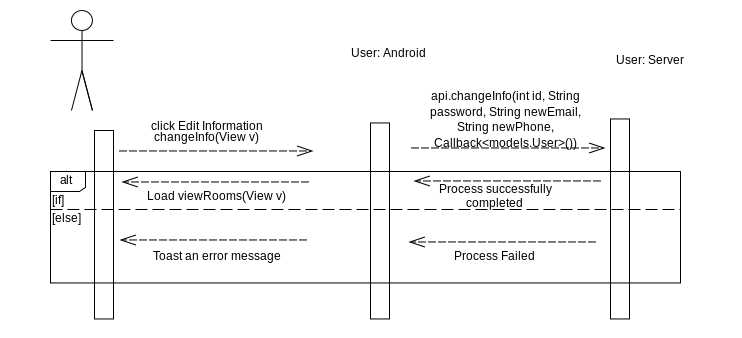 User: Android
User: Server
click Edit Information
changeInfo(View v)
api.changeInfo(int id, String
password, String newEmail,
String newPhone,
Callback<models.User>())
alt
[if]
Load viewRooms(View v)
Process successfully
completed
[else]
Toast an error message
Process Failed